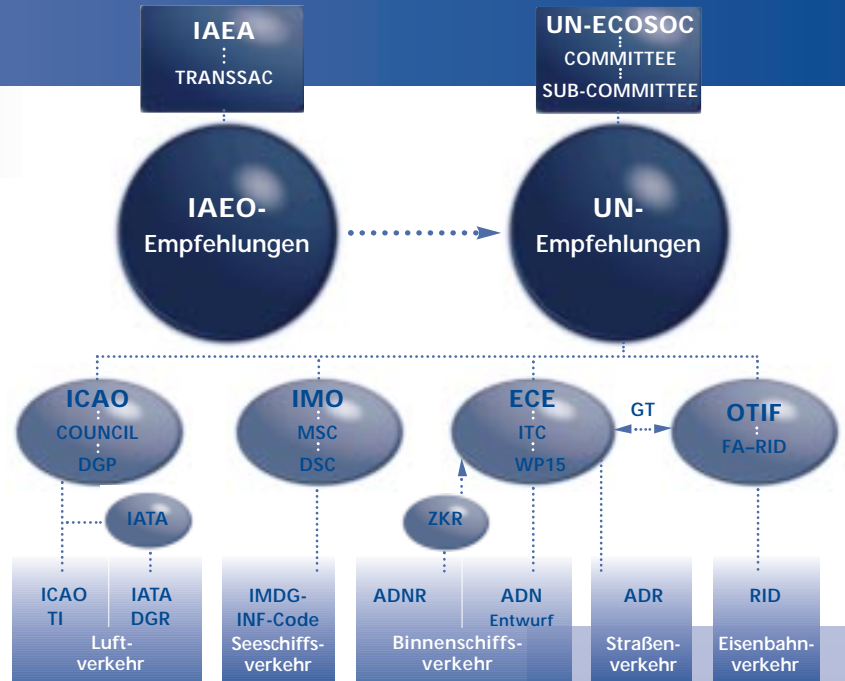 IAEA
TRANSSAC
UN-ECOSOC
COMMITTEE
SUB-COMMITTEE
IAEO-
Empfehlungen
UN-
Empfehlungen
ICAO
COUNCIL
DGP
IMO
MSC
DSC
ECE
ITC
WP15
GT
OTIF
FA–RID
IATA
ZKR
ICAO
TI
IATA
DGR
Luft-
verkehr
IMDG-
INF-Code
Seeschiffs-
verkehr
ADNR
ADN
Entwurf
Binnenschiffs-
verkehr
ADR
Straßen-
verkehr
RID
Eisenbahn-
verkehr